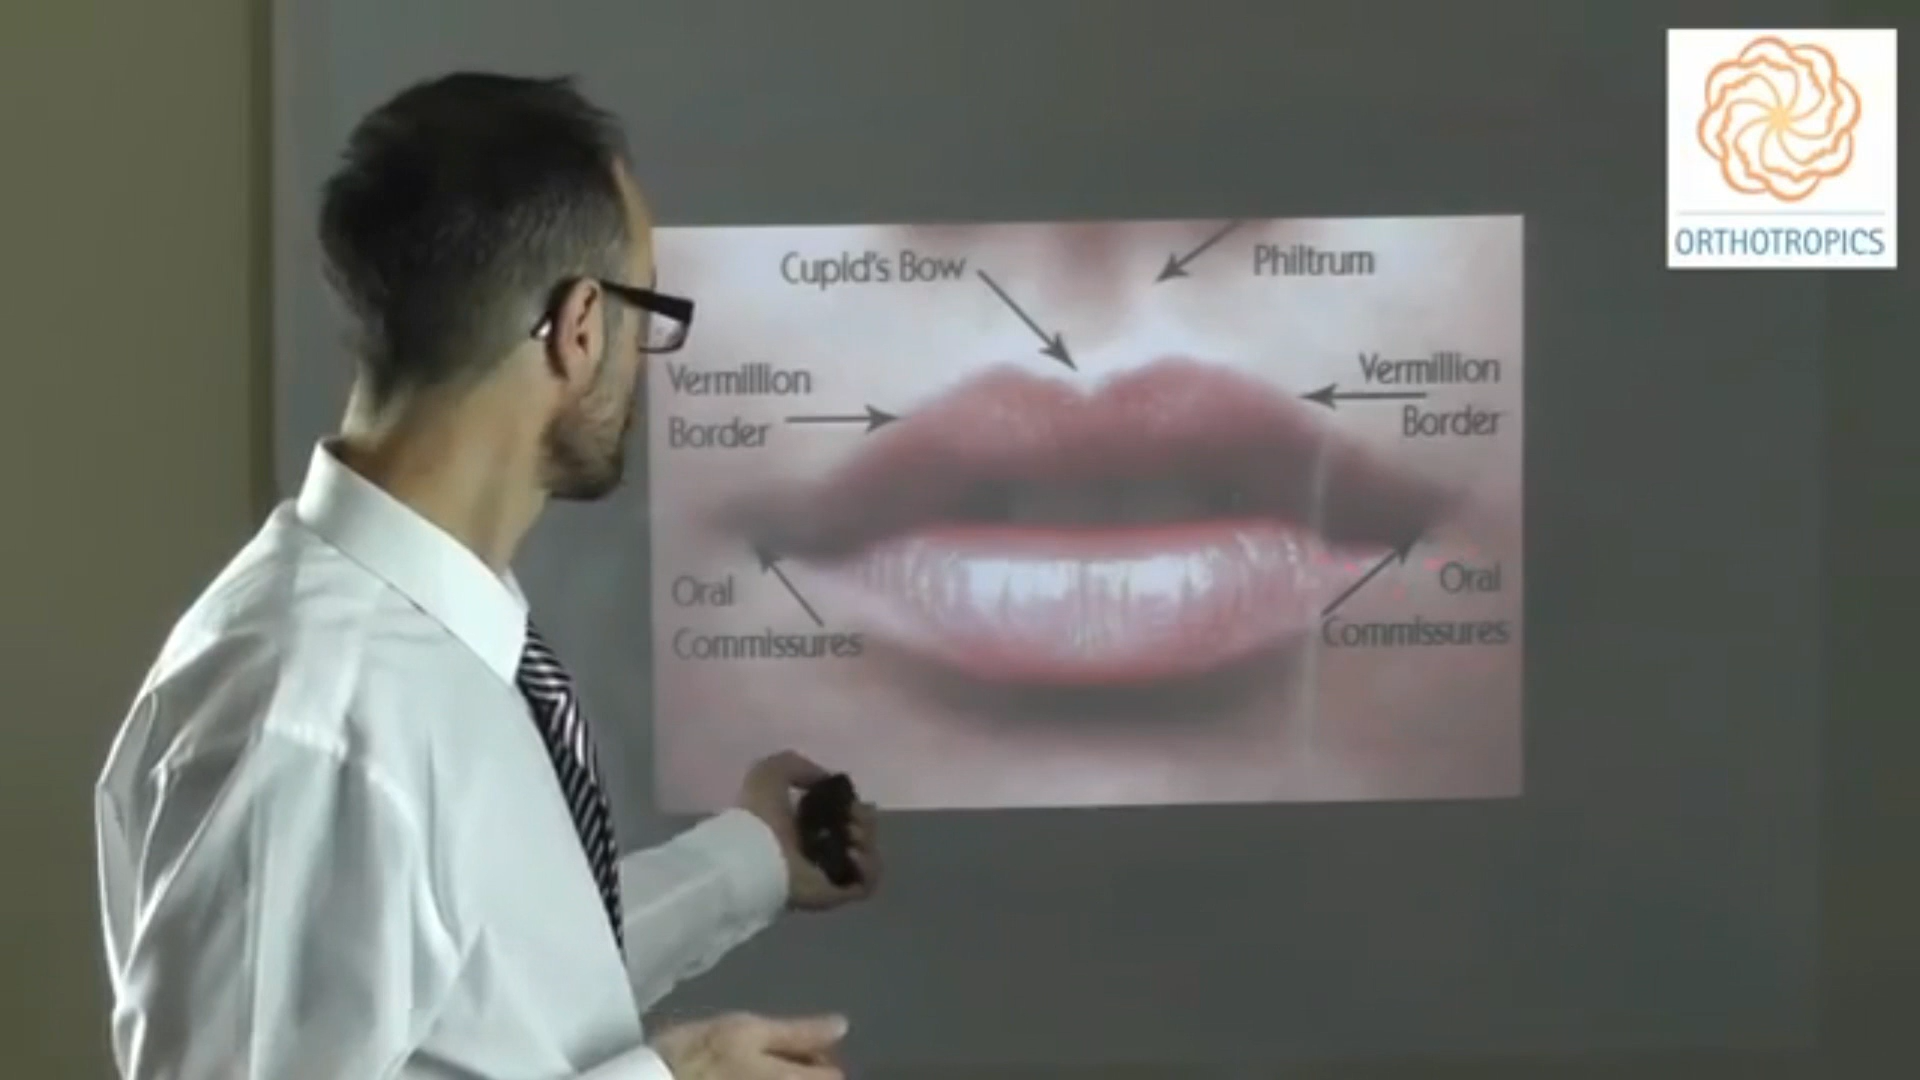 Cupid's Bow
Philtrum
Vermillion
Border
Vermillion
Border
Oral
Commissures
Oral
Commissures
ORTHOTROPICS